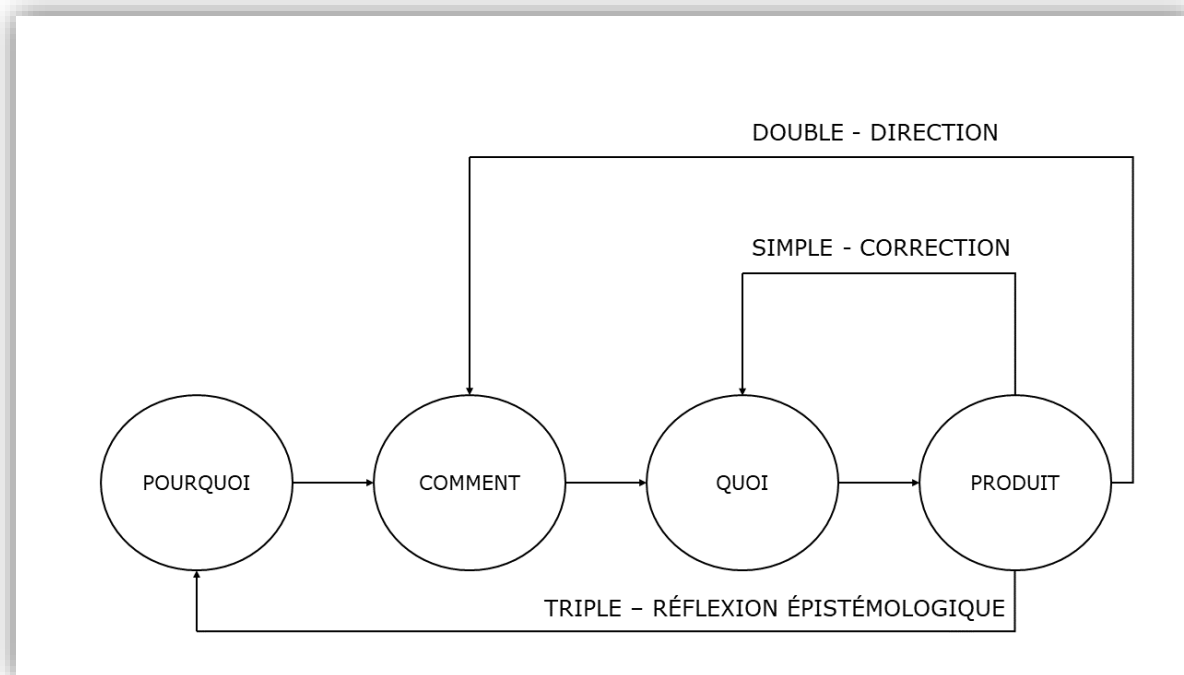 DOUBLE - DIRECTION
SIMPLE - CORRECTION
POURQUOI
COMMENT
QUOI
PRODUIT
TRIPLE – RÉFLEXION ÉPISTÉMOLOGIQUE